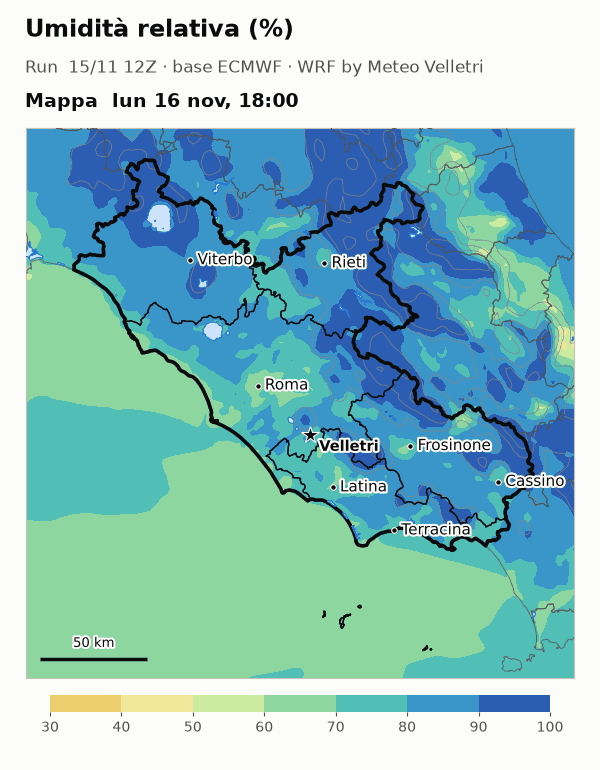 Umidità relativa (%)
Run  15/11 12Z · base ECMWF · WRF by Meteo Velletri
Mappa  lun 16 nov, 18:00
Viterbo
Rieti
Roma
Velletri
Frosinone
Latina
Cassino
Terracina
50 km
30 40 50 60 70 80 90 100